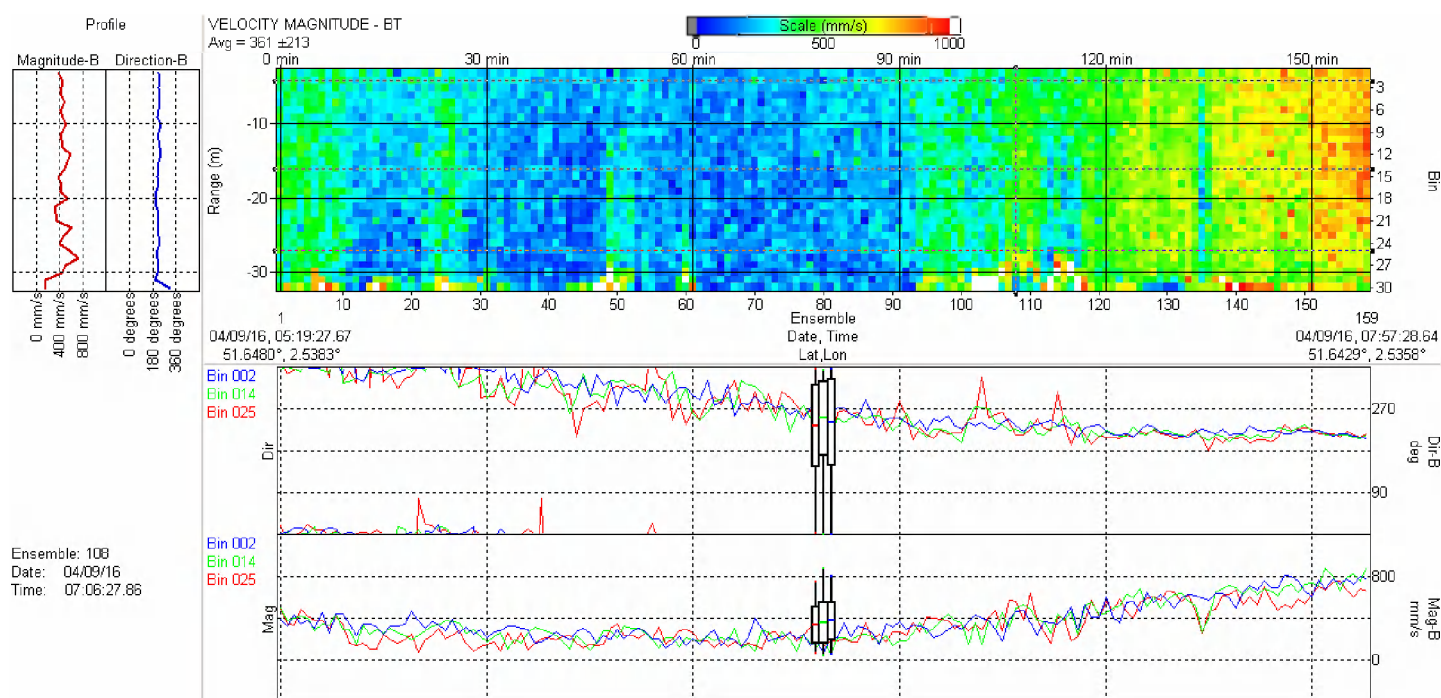 Profile
Magnitude-B Direction-B
0 mm/s
400 mm/s
800 mm/s
0 degrees
180 degrees
360 degrees
Ensemble: 108
Date: 04/09/16
Time: 07:06:27.86
VELOCITY MAGNITUDE - BT
Avg = 361 ±213
Scale (mm/s)
0 500 1000
0 min 30 min 60 min 90 min 120 min 150 min
Range (m)
-10
-20
-30
3
6
9
12
15
18
21
24
27
30
Bin
1 10 20 30 40 50 60 70 80 90 100 110 120 130 140 150 159
Ensemble
04/09/16, 05:19:27.67 Date, Time 04/09/16, 07:57:28.64
51.6480°, 2.5383° Lat,Lon 51.6429°, 2.5358°
Bin 002
Bin 014
Bin 025
Dir
270
90
Dir-B
deg
Bin 002
Bin 014
Bin 025
Mag
800
0
Mag-B
mm/s